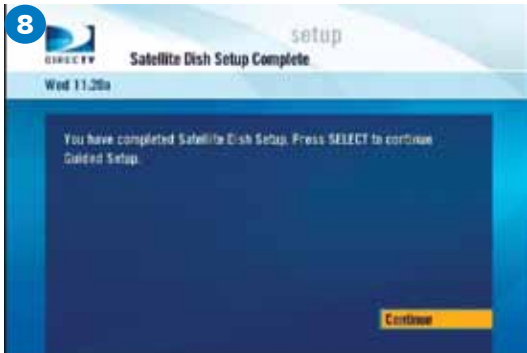 8
setup
DIRECTV
Satellite Dish Setup Complete
Wed 11:20a
You have completed Satellite Dish Setup. Press SELECT to continue
Guided Setup.
Continue